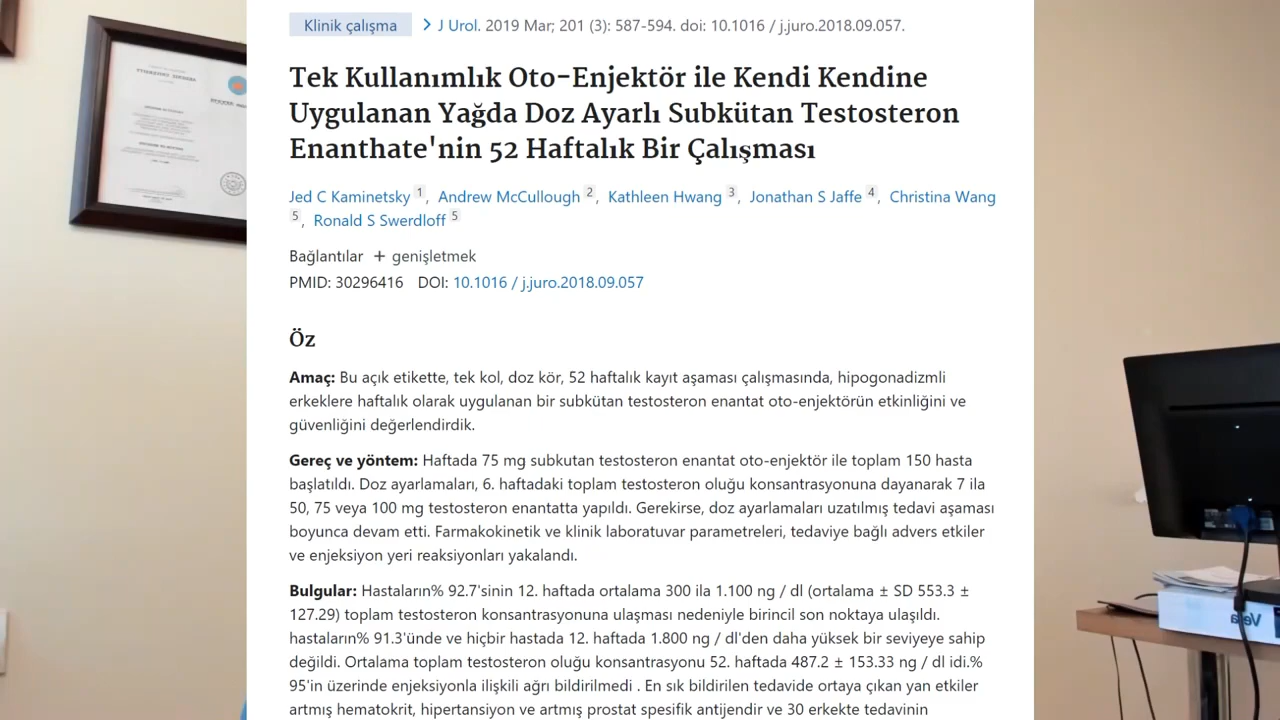 Klinik çalışma > J Urol. 2019 Mar; 201 (3): 587-594. doi: 10.1016 / j.juro.2018.09.057.
Tek Kullanımlık Oto-Enjektör ile Kendi Kendine
Uygulanan Yağda Doz Ayarlı Subkütan Testosteron
Enanthate'nin 52 Haftalık Bir Çalışması
Jed C Kaminetsky 1, Andrew McCullough 2, Kathleen Hwang 3, Jonathan S Jaffe 4, Christina Wang
5, Ronald S Swerdloff 5
Bağlantılar + genişletmek
PMID: 30296416 DOI: 10.1016 / j.juro.2018.09.057
Öz
Amaç: Bu açık etikette, tek kol, doz kör, 52 haftalık kayıt aşaması çalışmasında, hipogonadizmli
erkeklere haftalık olarak uygulanan bir subkütan testosteron enantat oto-enjektörün etkinliğini ve
güvenliğini değerlendirdik.
Gereç ve yöntem: Haftada 75 mg subkutan testosteron enantat oto-enjektör ile toplam 150 hasta
başlatıldı. Doz ayarlamaları, 6. haftadaki toplam testosteron oluğu konsantrasyonuna dayanarak 7 ila
50, 75 veya 100 mg testosteron enantatta yapıldı. Gerekirse, doz ayarlamaları uzatılmış tedavi aşaması
boyunca devam etti. Farmakokinetik ve klinik laboratuvar parametreleri, tedaviye bağlı advers etkiler
ve enjeksiyon yeri reaksiyonları yakalandı.
Bulgular: Hastaların% 92.7'sinin 12. haftada ortalama 300 ila 1.100 ng / dl (ortalama ± SD 553.3 ±
127.29) toplam testosteron konsantrasyonuna ulaşması nedeniyle birincil son noktaya ulaşıldı.
hastaların% 91.3'ünde ve hiçbir hastada 12. haftada 1.800 ng / dl'den daha yüksek bir seviyeye sahip
değildi. Ortalama toplam testosteron oluğu konsantrasyonu 52. haftada 487.2 ± 153.33 ng / dl idi.%
95'in üzerinde enjeksiyonla ilişkili ağrı bildirilmedi . En sık bildirilen tedavide ortaya çıkan yan etkiler
artmış hematokrit, hipertansiyon ve artmış prostat spesifik antijendir ve 30 erkekte tedavinin